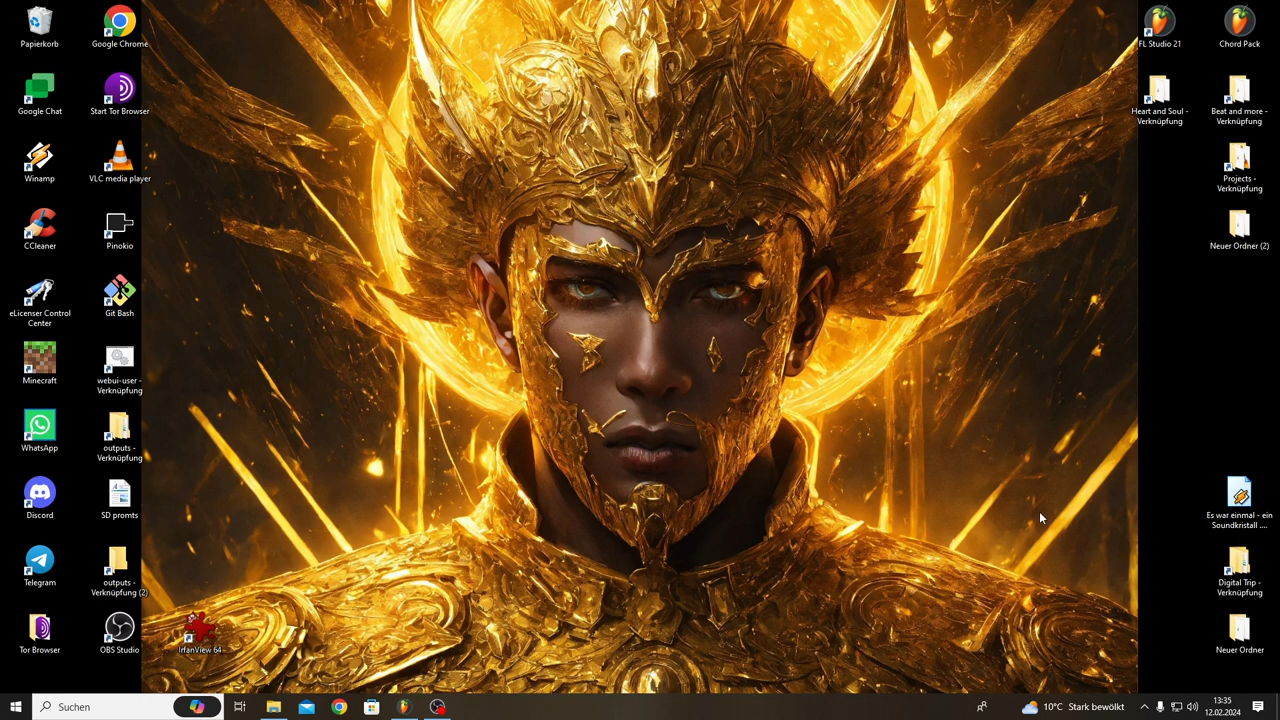 Papierkorb
Google Chrome
Google Chat
Start Tor Browser
Winamp
VLC media player
CCleaner
Pinokio
eLicenser Control
Center
Git Bash
Minecraft
webui-user -
Verknüpfung
WhatsApp
outputs -
Verknüpfung
Discord
SD promts
Telegram
outputs -
Verknüpfung (2)
Tor Browser
OBS Studio
IrfanView 64
FL Studio 21
Chord Pack
Heart and Soul -
Verknüpfung
Beat and more -
Verknüpfung
Projects -
Verknüpfung
Neuer Ordner (2)
Es war einmal - ein
Soundkristall ....
Digital Trip -
Verknüpfung
Neuer Ordner
Suchen
10°C Stark bewölkt
13:35
12.02.2024